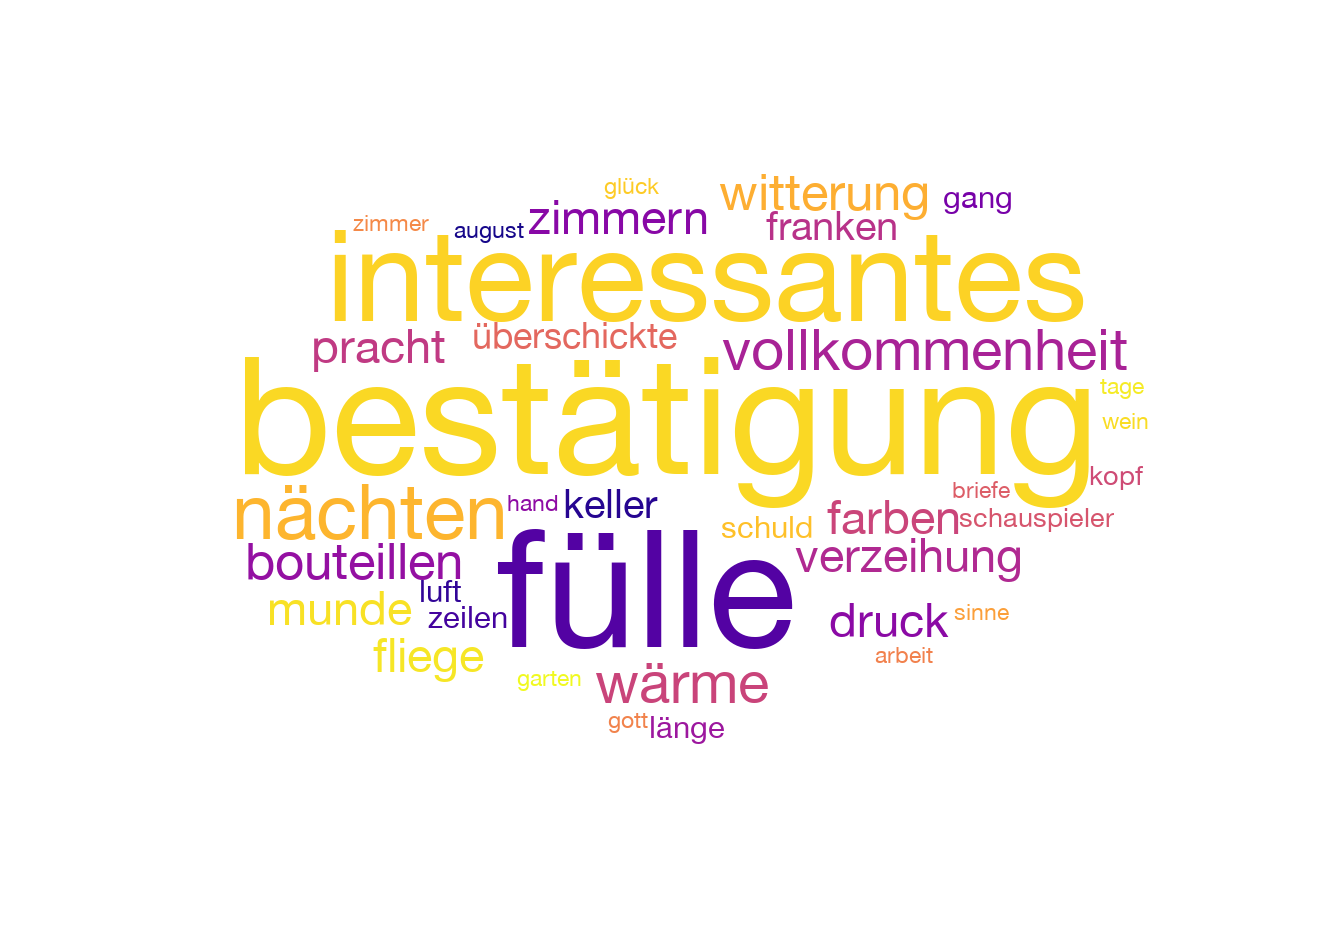 glück
witterung
gang
zimmer
august
zimmern
franken
interessantes
pracht
überschickte
vollkommenheit
bestätigung
tage
wein
kopf
briefe
nächten
hand
keller
schuld
farben
schauspieler
bouteillen
fülle
verzeihung
luft
munde
zeilen
druck
sinne
fliege
arbeit
garten
wärme
gott
länge